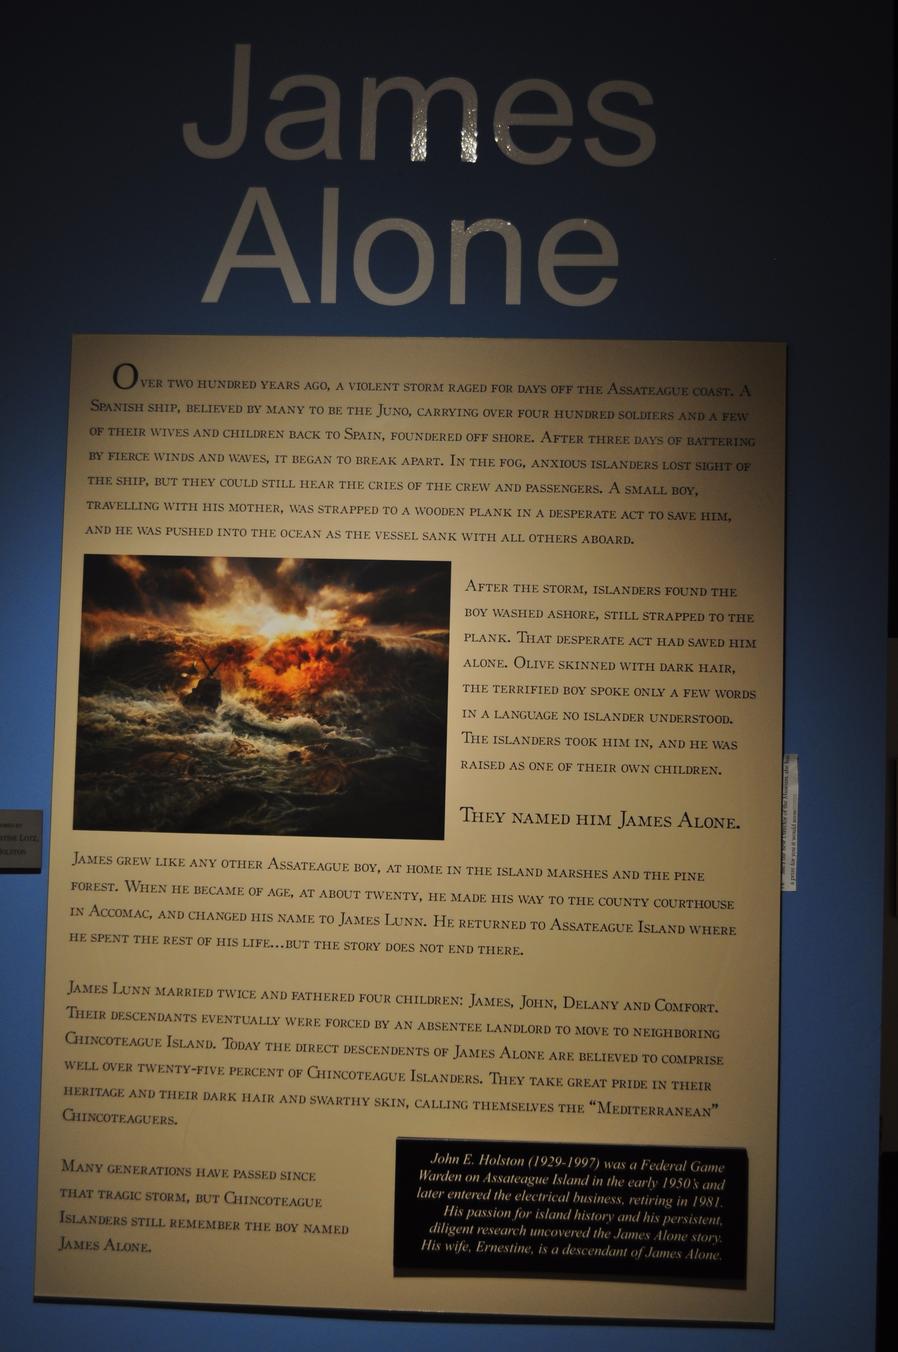 James
Alone
Over two hundred years ago, a violent storm raged for days off the Assateague coast. A
Spanish ship, believed by many to be the Juno, carrying over four hundred soldiers and a few
of their wives and children back to Spain, foundered off shore. After three days of battering
by fierce winds and waves, it began to break apart. In the fog, anxious islanders lost sight of
the ship, but they could still hear the cries of the crew and passengers. A small boy,
travelling with his mother, was strapped to a wooden plank in a desperate act to save him,
and he was pushed into the ocean as the vessel sank with all others aboard.
After the storm, islanders found the
boy washed ashore, still strapped to the
plank. That desperate act had saved him
alone. Olive skinned with dark hair,
the terrified boy spoke only a few words
in a language no islander understood.
The islanders took him in, and he was
raised as one of their own children.
They named him James Alone.
James grew like any other Assateague boy, at home in the island marshes and the pine
forest. When he became of age, at about twenty, he made his way to the county courthouse
in Accomac, and changed his name to James Lunn. He returned to Assateague Island where
he spent the rest of his life...but the story does not end there.
James Lunn married twice and fathered four children: James, John, Delany and Comfort.
Their descendants eventually were forced by an absentee landlord to move to neighboring
Chincoteague Island. Today the direct descendents of James Alone are believed to comprise
well over twenty-five percent of Chincoteague Islanders. They take great pride in their
heritage and their dark hair and swarthy skin, calling themselves the “Mediterranean”
Chincoteaguers.
Many generations have passed since
that tragic storm, but Chincoteague
Islanders still remember the boy named
James Alone.
John E. Holston (1929-1997) was a Federal Game
Warden on Assateague Island in the early 1950's and
later entered the electrical business, retiring in 1981.
His passion for island history and his persistent,
diligent research uncovered the James Alone story.
His wife, Ernestine, is a descendant of James Alone.